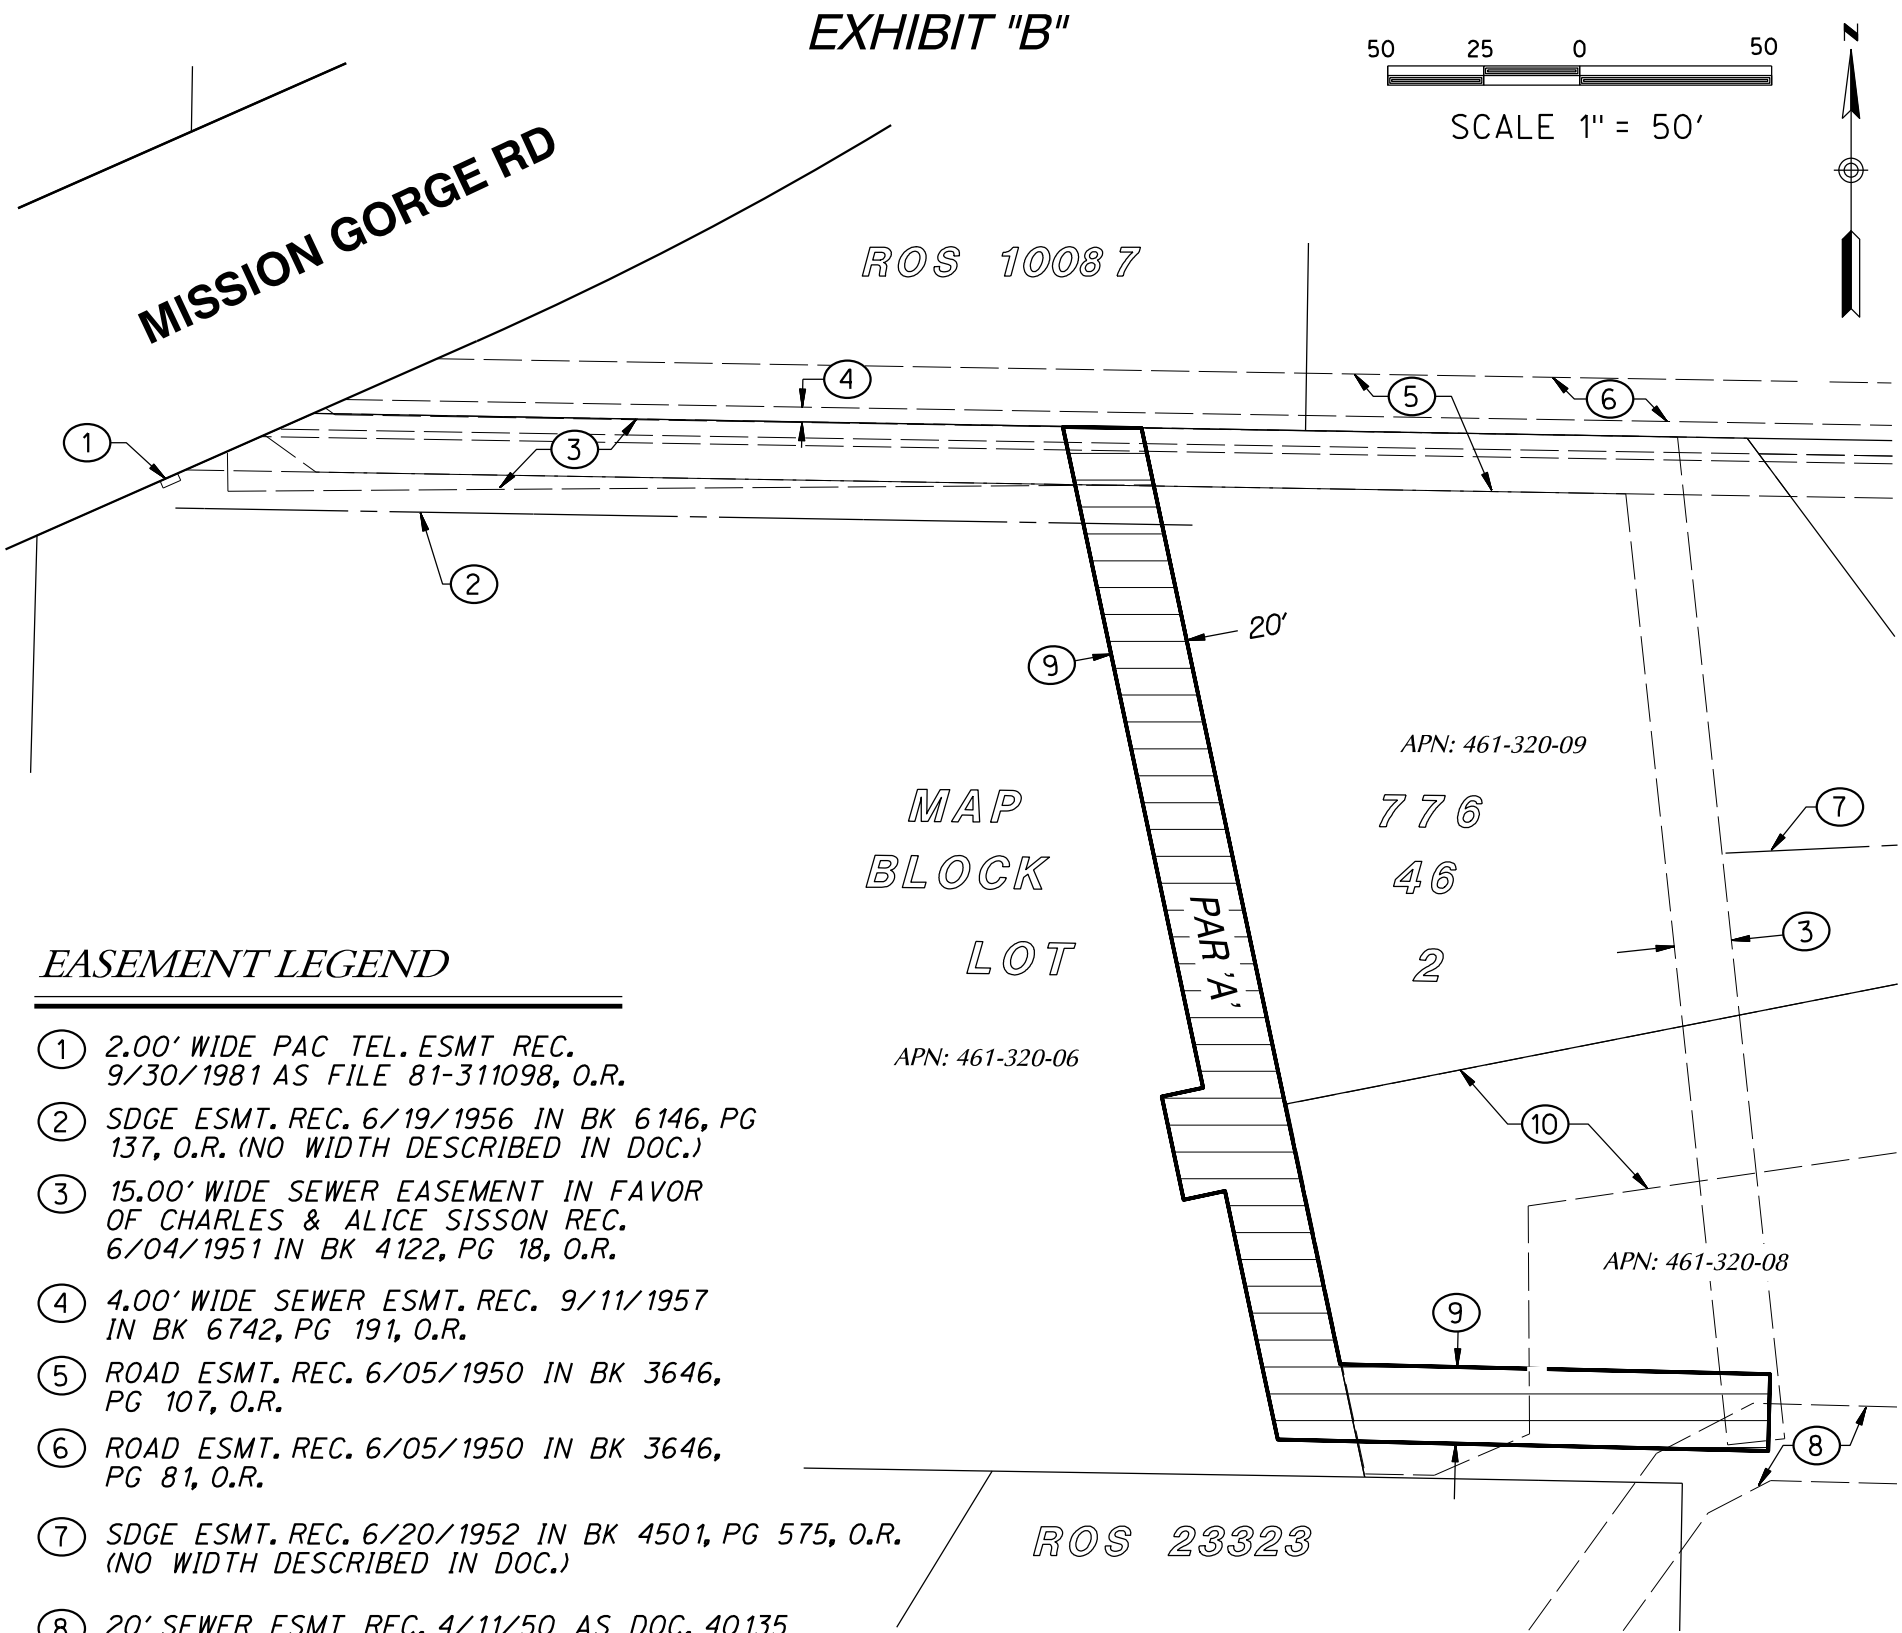 EXHIBIT "B"
50 25 0 50
SCALE 1" = 50'
N
MISSION GORGE RD
ROS 10087
4
5
6
1
3
2
20'
9
APN: 461-320-09
MAP 776
7
BLOCK 46
PAR 'A'
3
LOT 2
APN: 461-320-06
10
APN: 461-320-08
9
8
ROS 23323
EASEMENT LEGEND
1 2.00' WIDE PAC TEL. ESMT REC.
9/30/1981 AS FILE 81-311098, O.R.
2 SDGE ESMT. REC. 6/19/1956 IN BK 6146, PG
137, O.R. (NO WIDTH DESCRIBED IN DOC.)
3 15.00' WIDE SEWER EASEMENT IN FAVOR
OF CHARLES & ALICE SISSON REC.
6/04/1951 IN BK 4122, PG 18, O.R.
4 4.00' WIDE SEWER ESMT. REC. 9/11/1957
IN BK 6742, PG 191, O.R.
5 ROAD ESMT. REC. 6/05/1950 IN BK 3646,
PG 107, O.R.
6 ROAD ESMT. REC. 6/05/1950 IN BK 3646,
PG 81, O.R.
7 SDGE ESMT. REC. 6/20/1952 IN BK 4501, PG 575, O.R.
(NO WIDTH DESCRIBED IN DOC.)
8 20' SEWER ESMT REC. 4/11/50 AS DOC. 40135